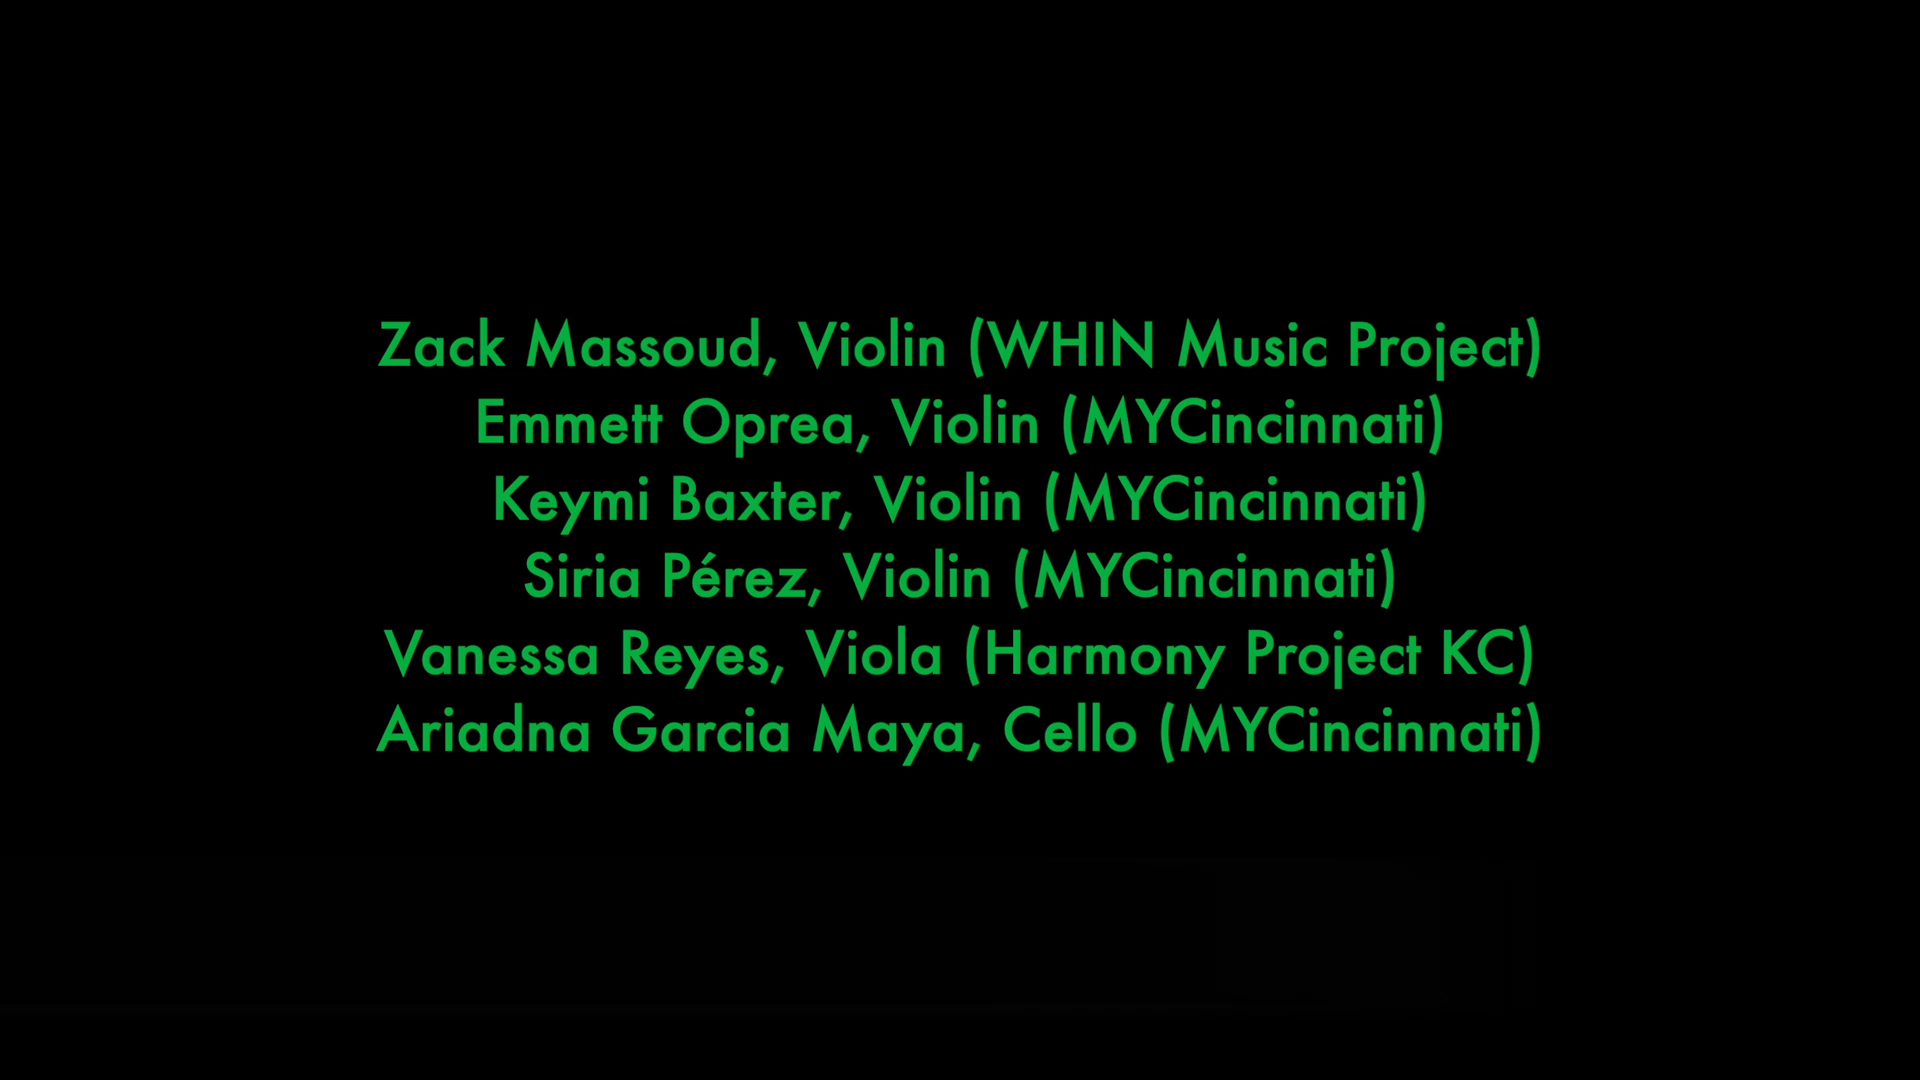 Zack Massoud, Violin (WHIN Music Project)
Emmett Oprea, Violin (MYCincinnati)
Keymi Baxter, Violin (MYCincinnati)
Siria Pérez, Violin (MYCincinnati)
Vanessa Reyes, Viola (Harmony Project KC)
Ariadna Garcia Maya, Cello (MYCincinnati)